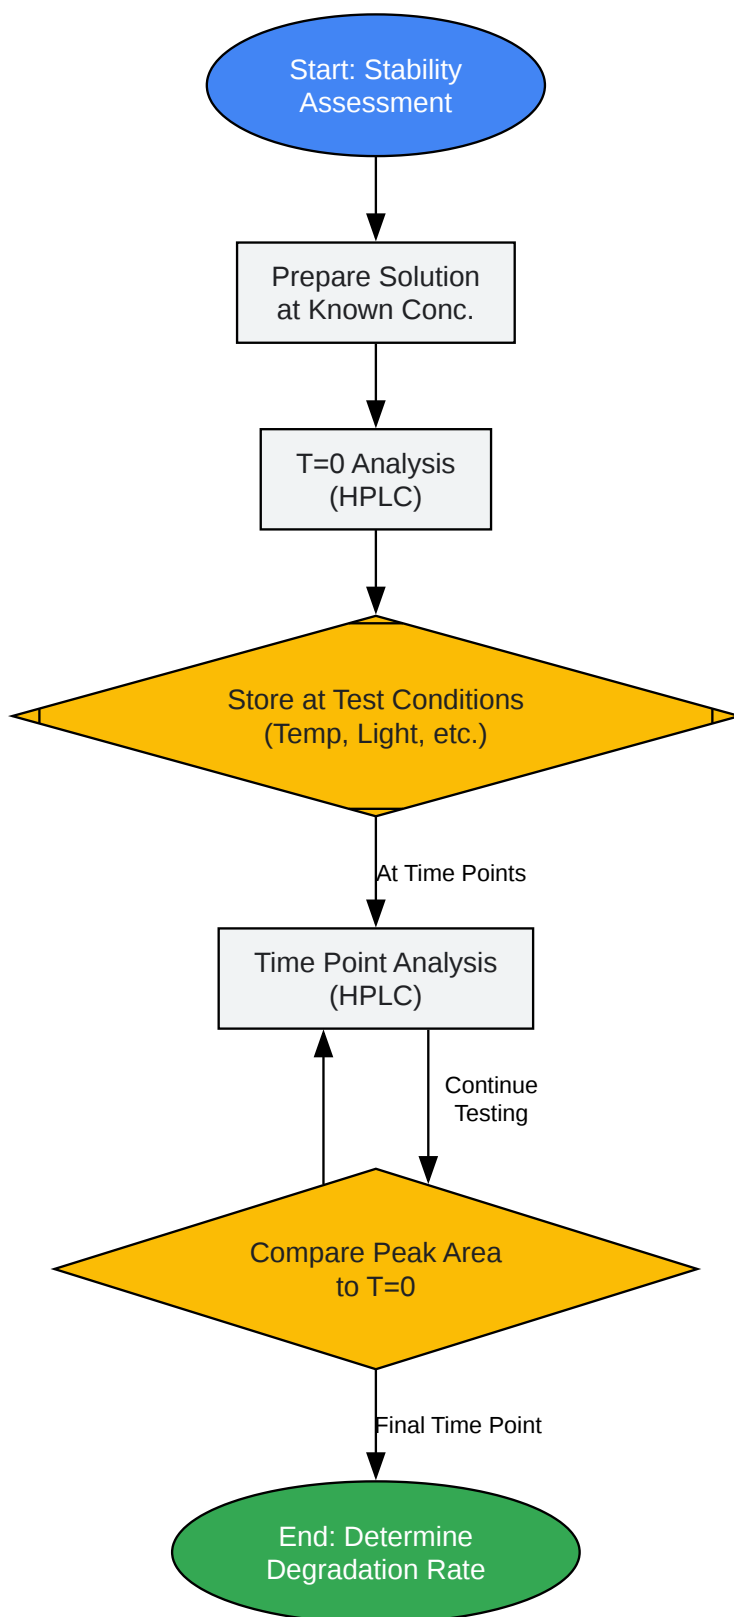 Start: Stability
Assessment
Prepare Solution
at Known Conc.
T=0 Analysis
(HPLC)
Store at Test Conditions
(Temp, Light, etc.)
At Time Points
Time Point Analysis
(HPLC)
Continue
Testing
Compare Peak Area
to T=0
Final Time Point
End: Determine
Degradation Rate